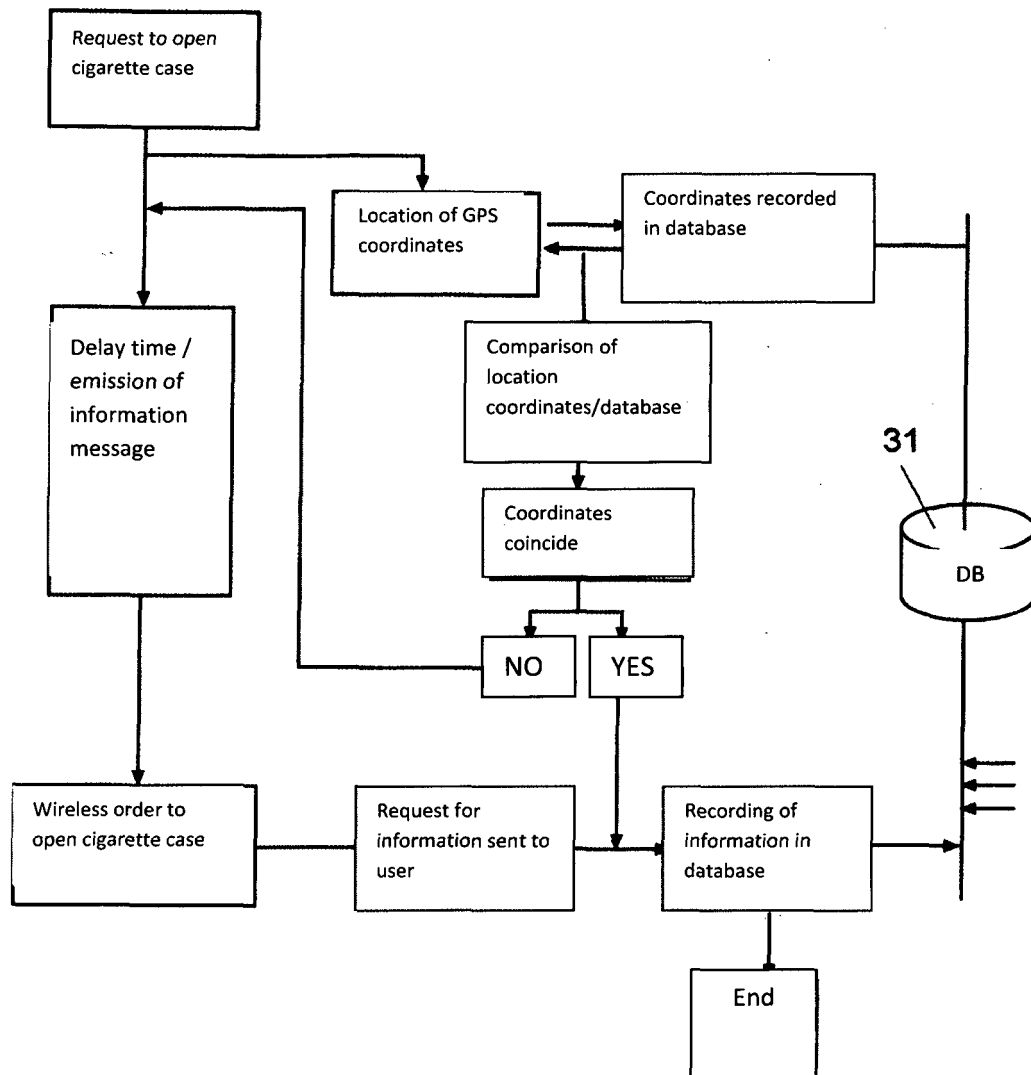 Request to open
cigarette case
Location of GPS
coordinates
Coordinates recorded
in database
Delay time /
emission of
information
message
Comparison of
location
coordinates/database
31
Coordinates
coincide
DB
NO
YES
Wireless order to
open cigarette case
Request for
information sent to
user
Recording of
information in
database
End